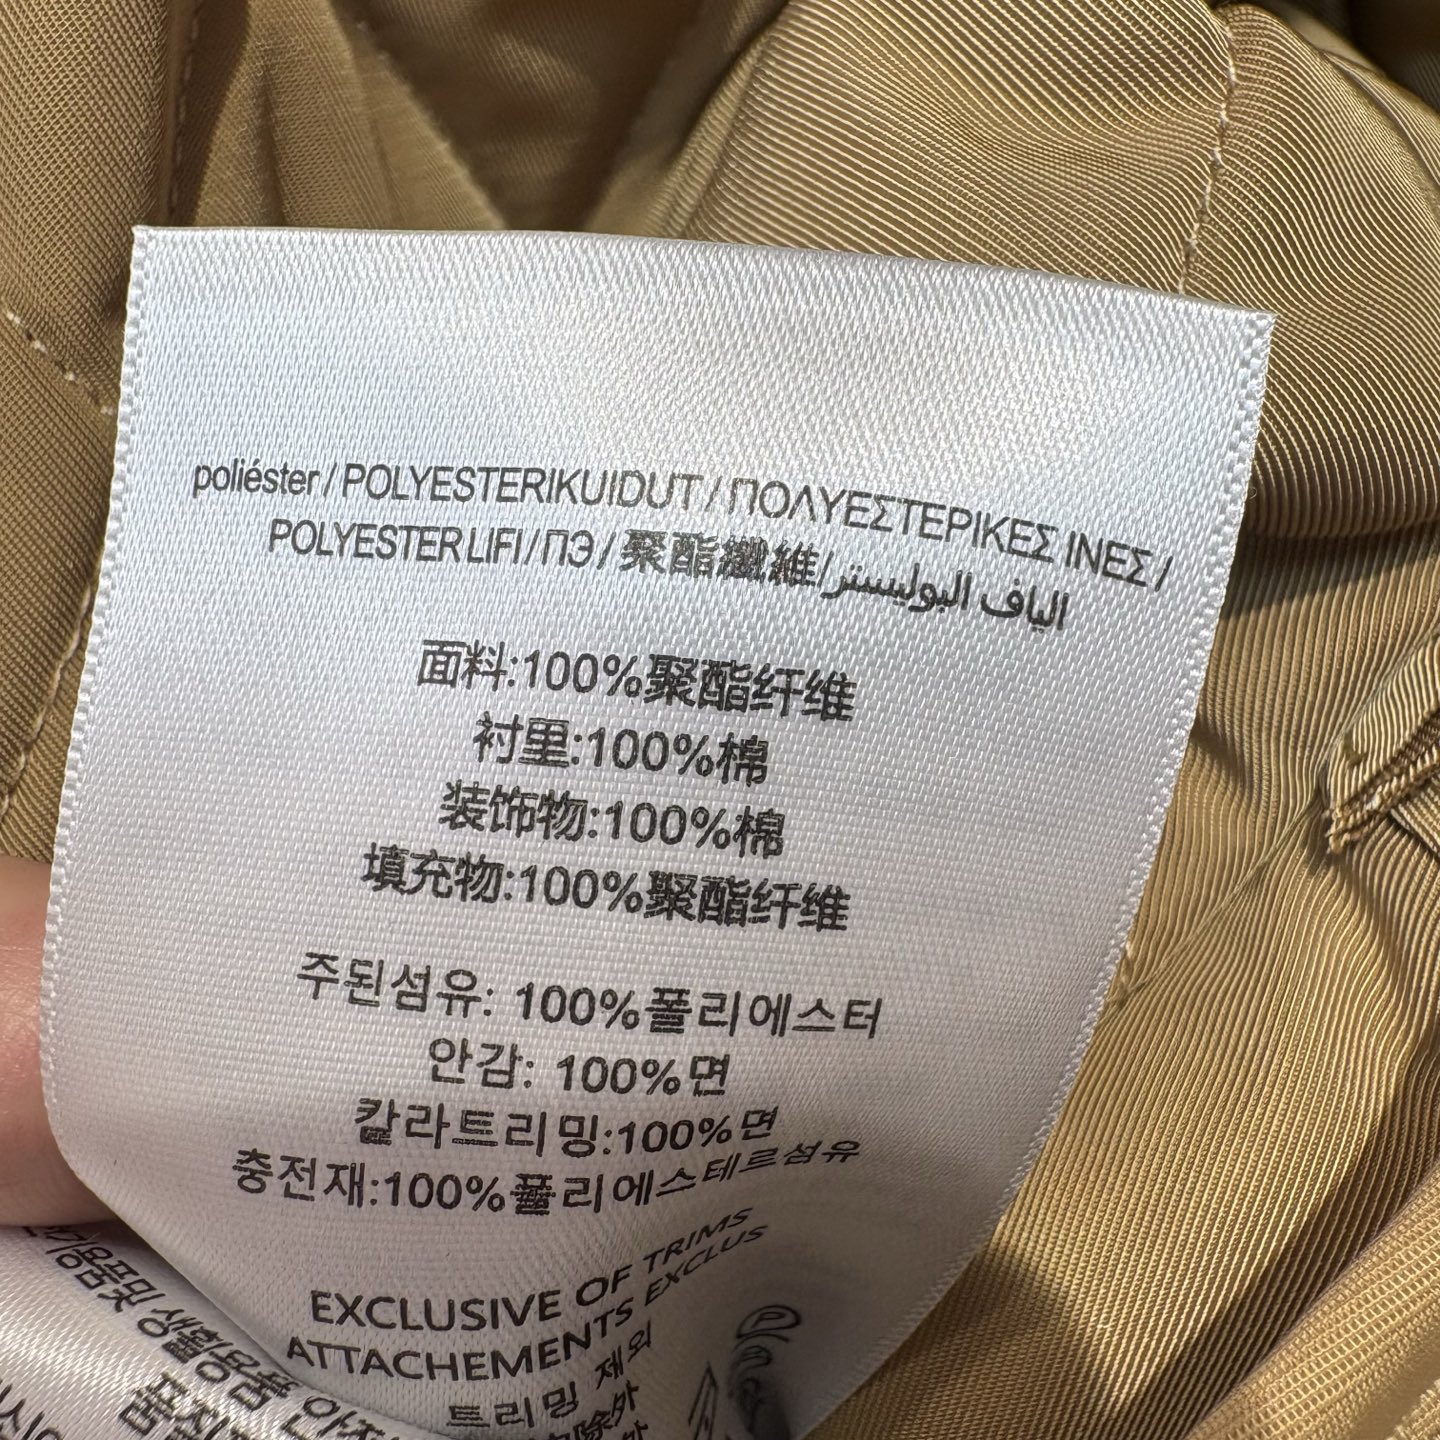 poliéster / POLYESTERIKUIDUT / ΠΟΛΥΕΣΤΕΡΙΚΕΣ ΙΝΕΣ /
POLYESTER LIFI / ПЭ / 聚酯纖維/الياف البوليستر
面料:100%聚酯纤维
衬里:100%棉
装饰物:100%棉
填充物:100%聚酯纤维
주된섬유: 100%폴리에스터
안감: 100%면
칼라트리밍:100%면
충전재:100%폴리에스테르섬유
EXCLUSIVE OF TRIMS
ATTACHEMENTS EXCLUS
트리밍 제외